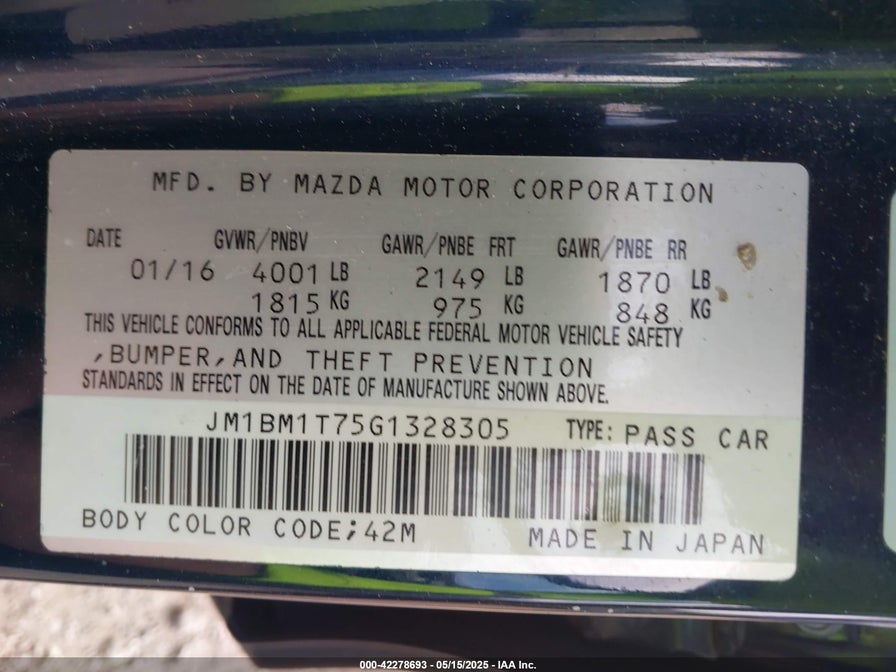 MFD. BY MAZDA MOTOR CORPORATION
DATE GVWR/PNBV GAWR/PNBE FRT GAWR/PNBE RR
01/16 4001 LB 2149 LB 1870 LB
1815 KG 975 KG 848 KG
THIS VEHICLE CONFORMS TO ALL APPLICABLE FEDERAL MOTOR VEHICLE SAFETY
,BUMPER,AND THEFT PREVENTION
STANDARDS IN EFFECT ON THE DATE OF MANUFACTURE SHOWN ABOVE.
JM1BM1T75G1328305 TYPE: PASS CAR
BODY COLOR CODE;42M MADE IN JAPAN
000-42278693 - 05/15/2025 - IAA Inc.